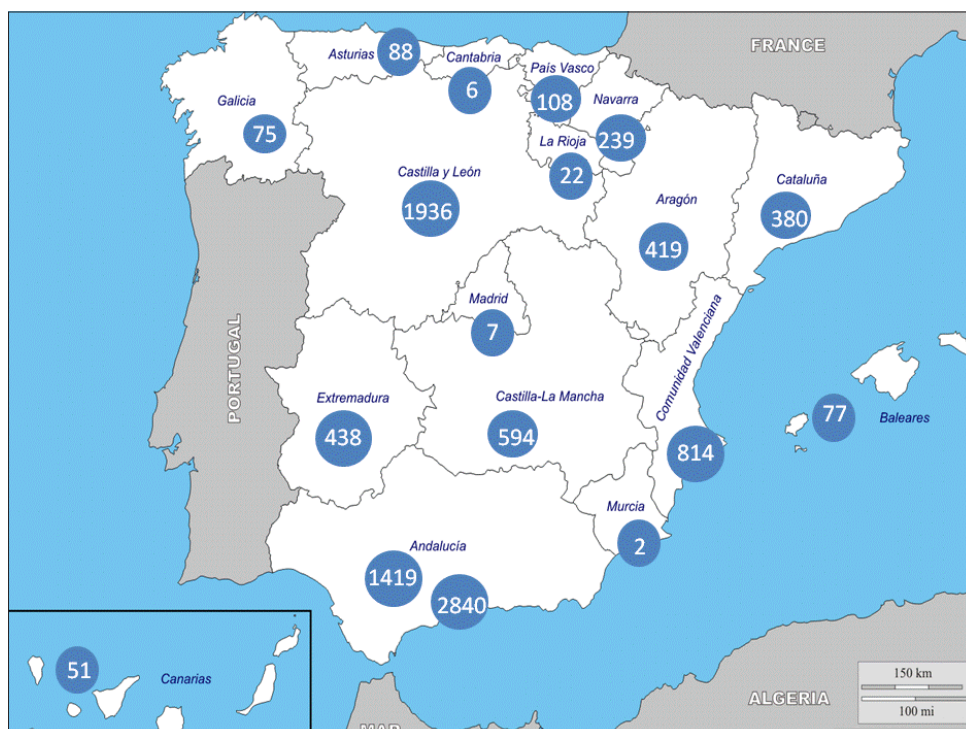 FRANCE
Asturias
88
Cantabria
6
País Vasco
108
Navarra
239
Galicia
75
La Rioja
22
Castilla y León
1936
Cataluña
380
Aragón
419
Madrid
7
PORTUGAL
Comunidad Valenciana
814
Extremadura
438
Castilla-La Mancha
594
77
Baleares
Murcia
2
Andalucía
1419
2840
51
Canarias
ALGERIA
150 km
100 mi